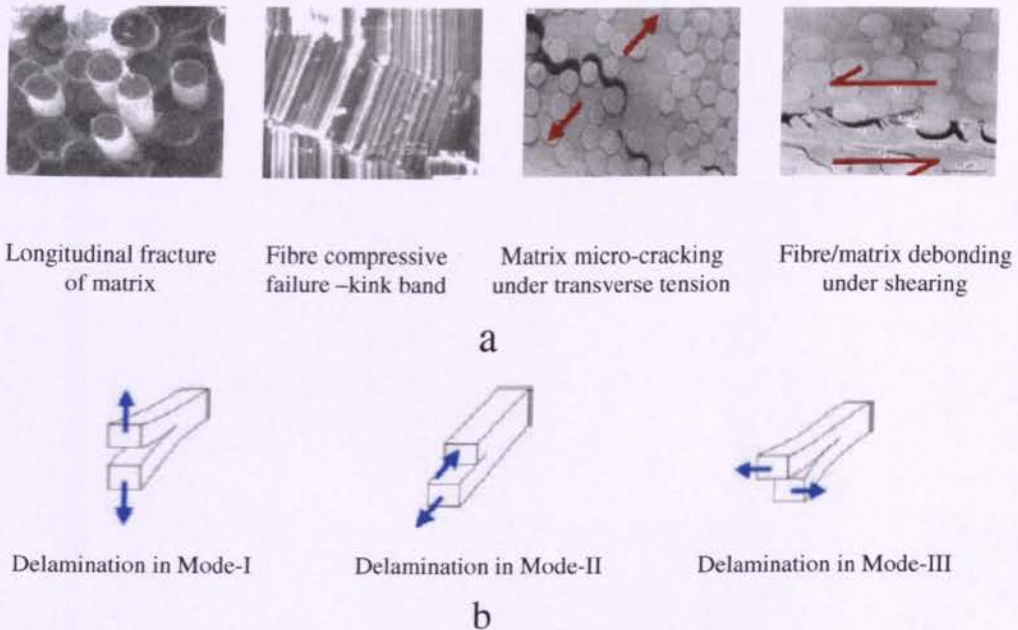 Longitudinal fracture
of matrix
Fibre compressive
failure –kink band
Matrix micro-cracking
under transverse tension
Fibre/matrix debonding
under shearing
a
Delamination in Mode-I
Delamination in Mode-II
Delamination in Mode-III
b